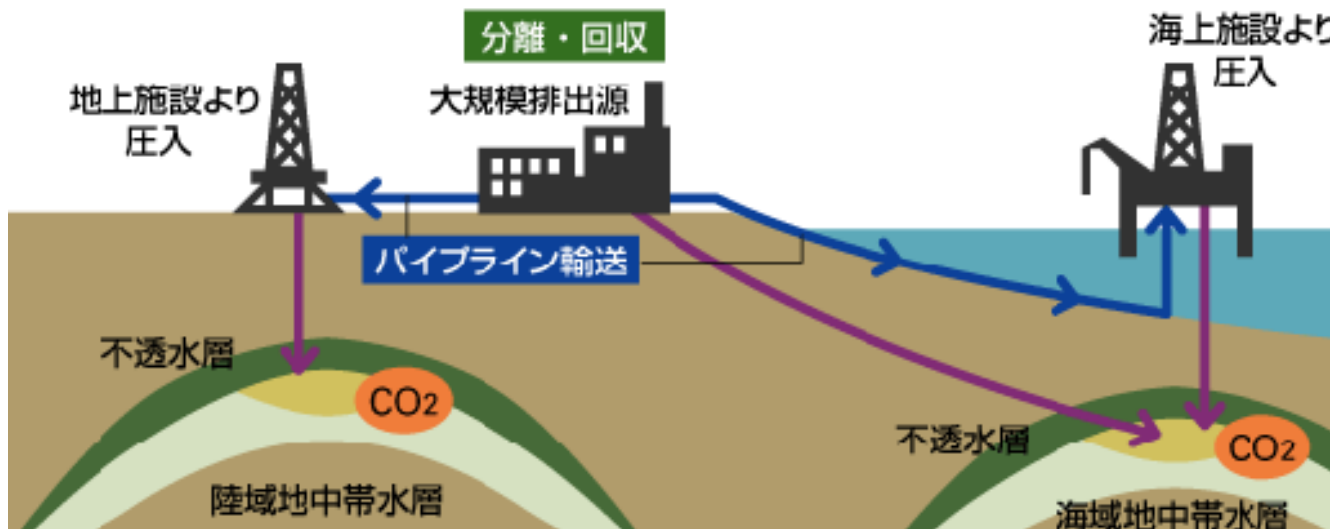 分離・回収
海上施設より
圧入
地上施設より
圧入
大規模排出源
パイプライン輸送
不透水層
CO2
不透水層
CO2
陸域地中帯水層
海域地中帯水層